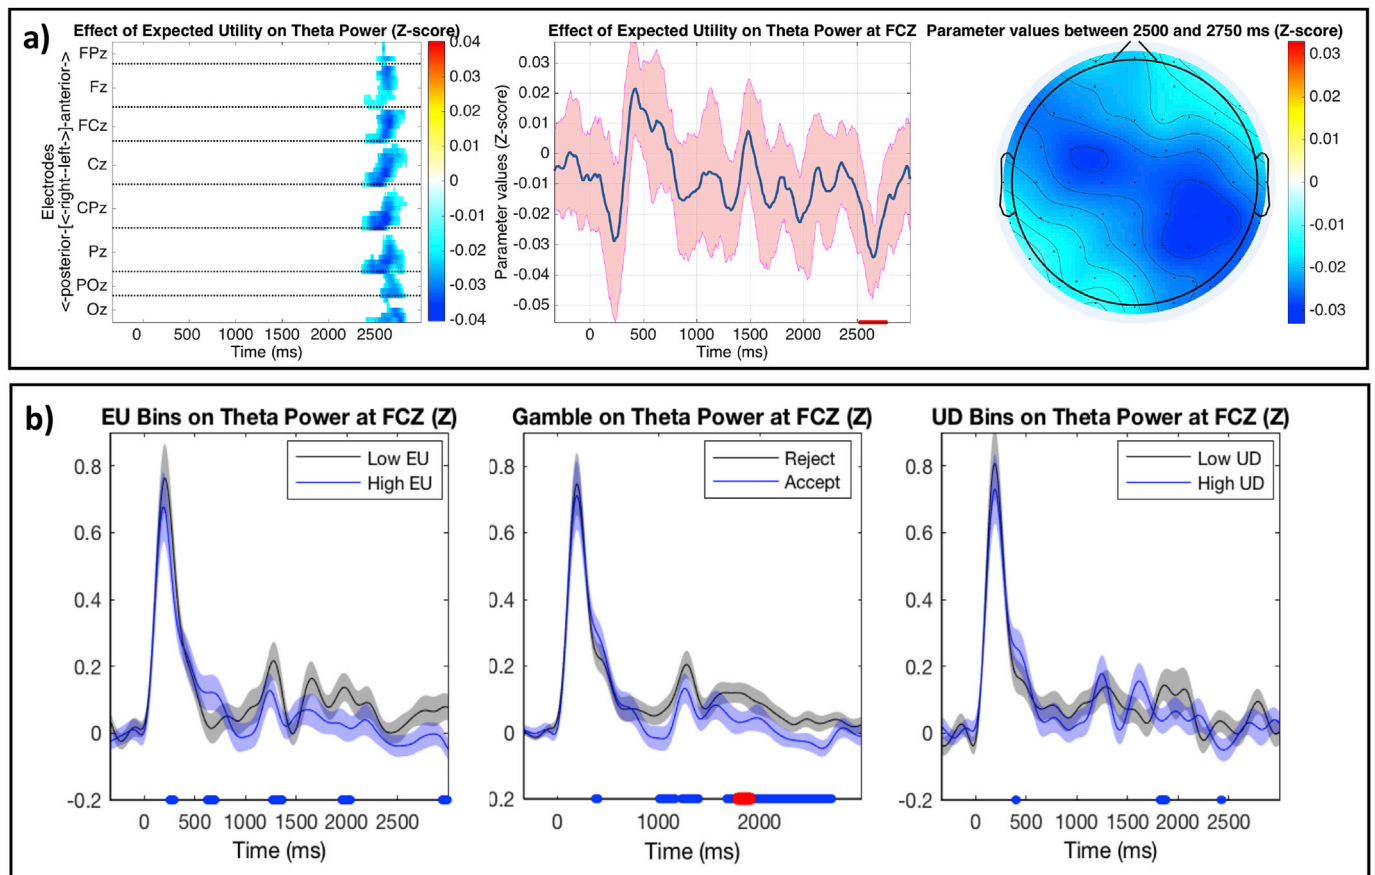 a)
Effect of Expected Utility on Theta Power (Z-score)
Electrodes
<-posterior-[<-right--left->]-anterior->
FPz
Fz
FCz
Cz
CPz
Pz
POz
Oz
0
500
1000
1500
2000
2500
Time (ms)
0.04
0.03
0.02
0.01
0
-0.01
-0.02
-0.03
-0.04
Effect of Expected Utility on Theta Power at FCZ
Parameter values (Z-score)
0.03
0.02
0.01
0
-0.01
-0.02
-0.03
-0.04
-0.05
0
500
1000
1500
2000
2500
Time (ms)
Parameter values between 2500 and 2750 ms (Z-score)
0.03
0.02
0.01
0
-0.01
-0.02
-0.03
b)
EU Bins on Theta Power at FCZ (Z)
Low EU
High EU
0.8
0.6
0.4
0.2
0
-0.2
0
500
1000
1500
2000
2500
Time (ms)
Gamble on Theta Power at FCZ (Z)
Reject
Accept
0.8
0.6
0.4
0.2
0
0.2
0
1000
2000
Time (ms)
UD Bins on Theta Power at FCZ (Z)
Low UD
High UD
0.8
0.6
0.4
0.2
0
-0.2
0
500
1000
1500
2000
2500
Time (ms)